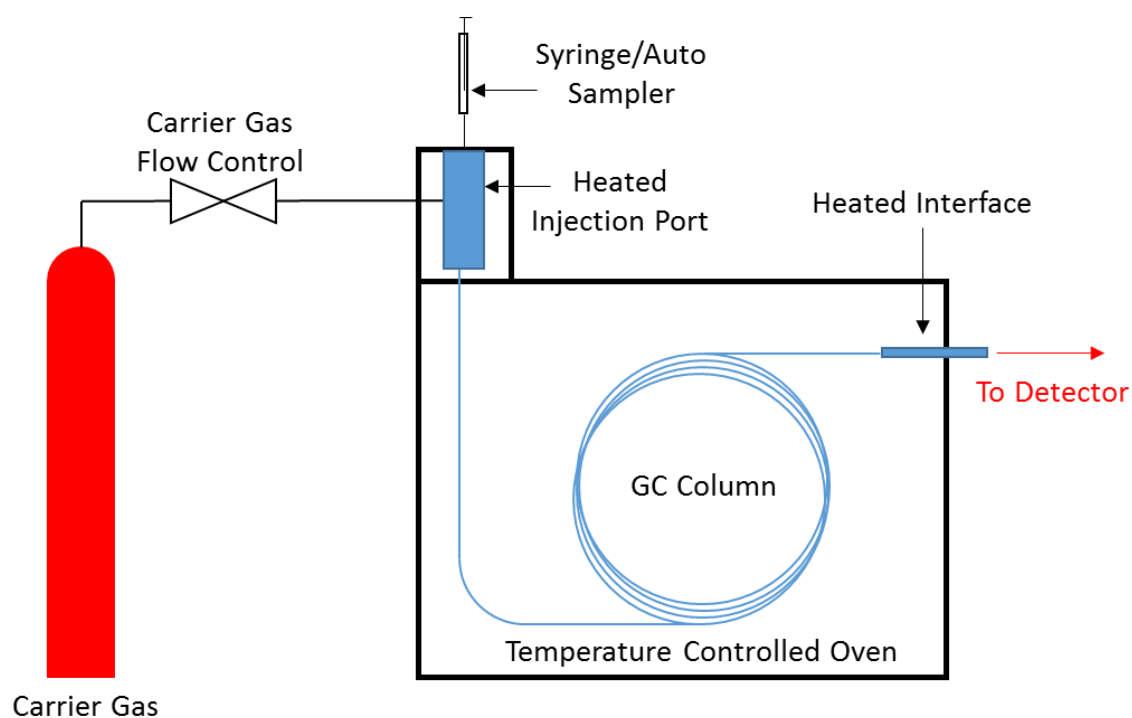 Syringe/Auto
Sampler
Carrier Gas
Flow Control
Heated
Injection Port
Heated Interface
To Detector
GC Column
Temperature Controlled Oven
Carrier Gas